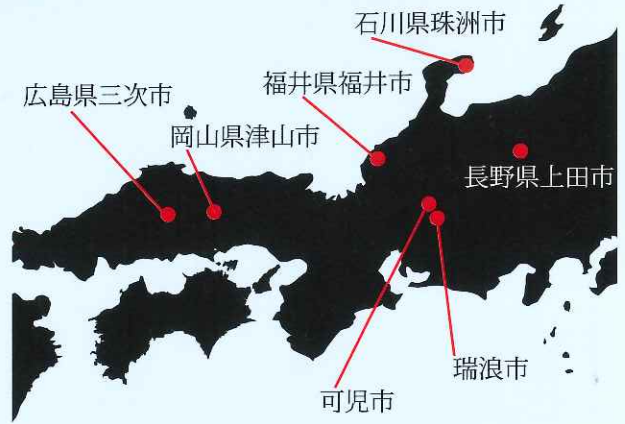 石川県珠洲市
福井県福井市
広島県三次市
岡山県津山市
長野県上田市
瑞浪市
可児市